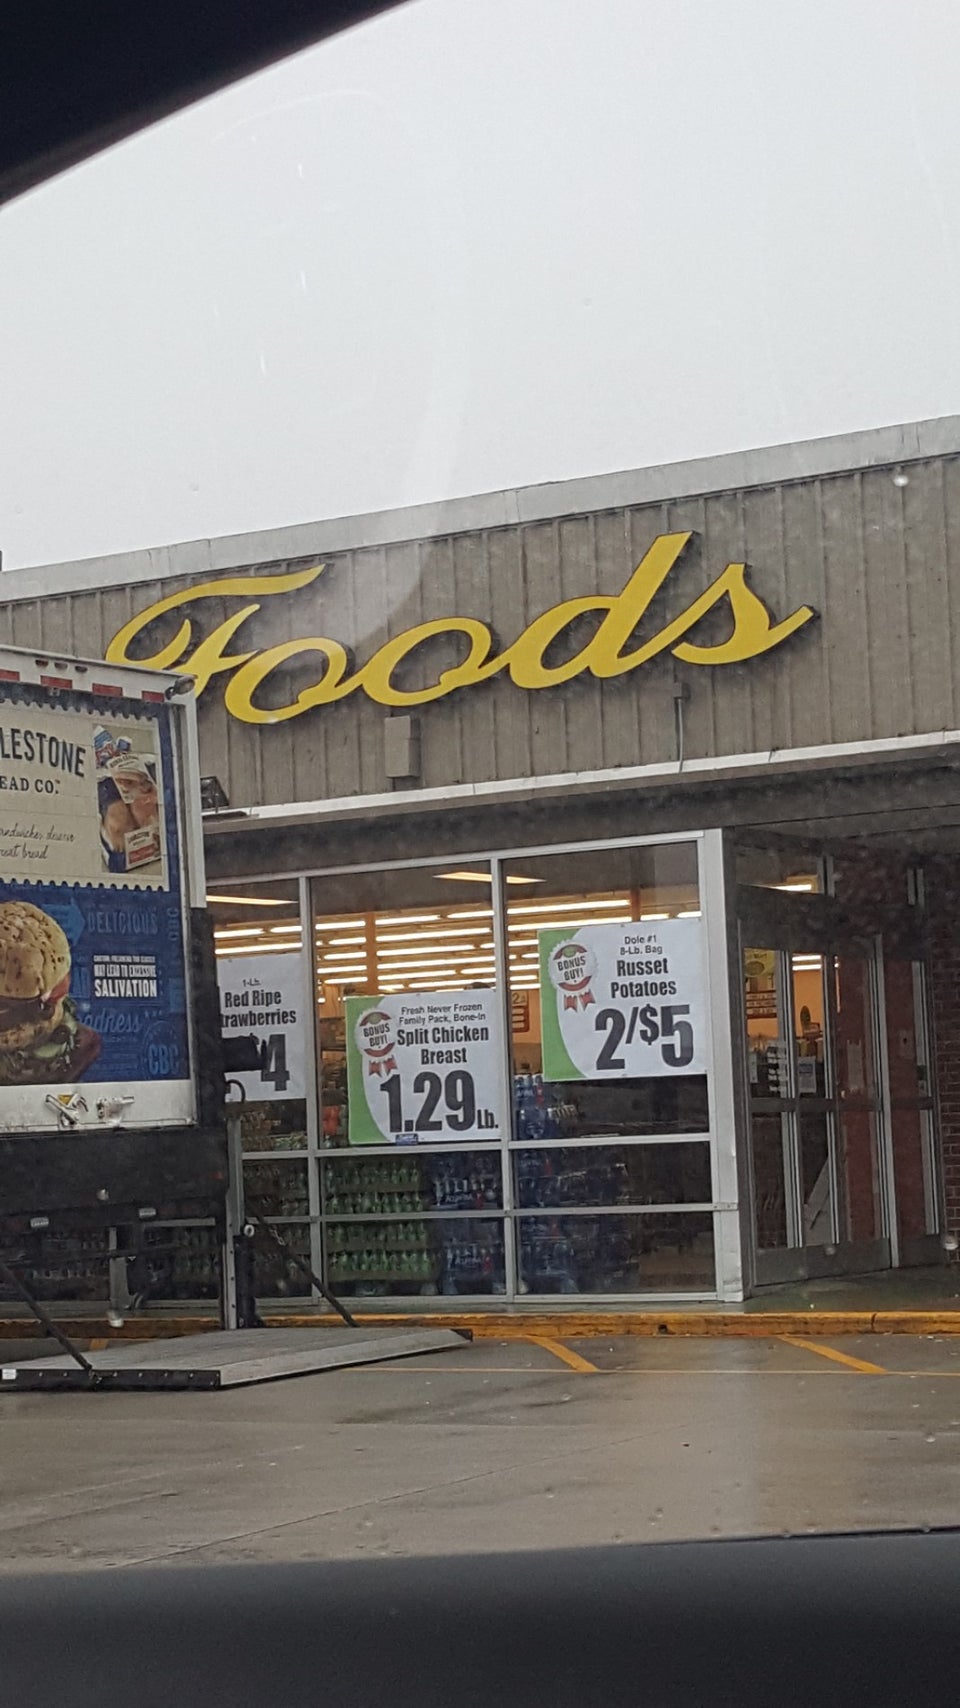 Foods
LESTONE
EAD CO.™
DELICIOUS
SALIVATION
GBC
1-Lb.
Red Ripe
trawberries
4
BONUS
BUY!
Fresh Never Frozen
Family Pack, Bone-In
Split Chicken
Breast
1.29 Lb.
BONUS
BUY!
Dole #1
8-Lb. Bag
Russet
Potatoes
2/$5